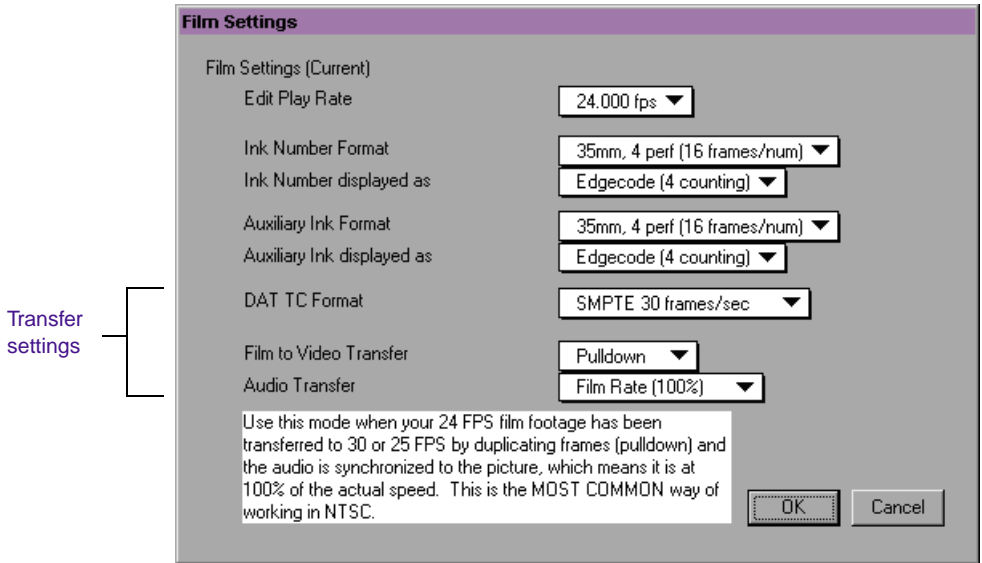 Film Settings
Film Settings (Current)
Edit Play Rate
24.000 fps
Ink Number Format
35mm, 4 perf (16 frames/num)
Ink Number displayed as
Edgecode (4 counting)
Auxiliary Ink Format
35mm, 4 perf (16 frames/num)
Auxiliary Ink displayed as
Edgecode (4 counting)
Transfer
settings
DAT TC Format
SMPTE 30 frames/sec
Film to Video Transfer
Pulldown
Audio Transfer
Film Rate (100%)
Use this mode when your 24 FPS film footage has been
transferred to 30 or 25 FPS by duplicating frames (pulldown) and
the audio is synchronized to the picture, which means it is at
100% of the actual speed.  This is the MOST COMMON way of
working in NTSC.
OK
Cancel